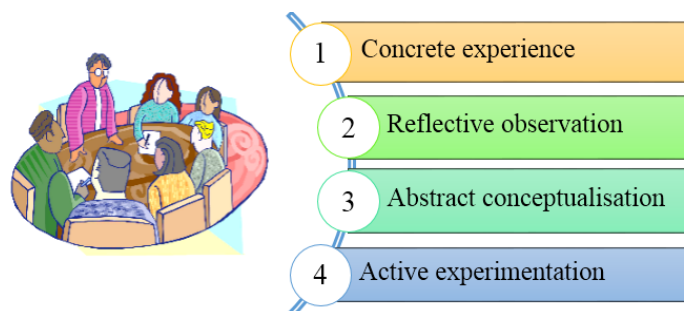 1 Concrete experience
2 Reflective observation
3 Abstract conceptualisation
4 Active experimentation